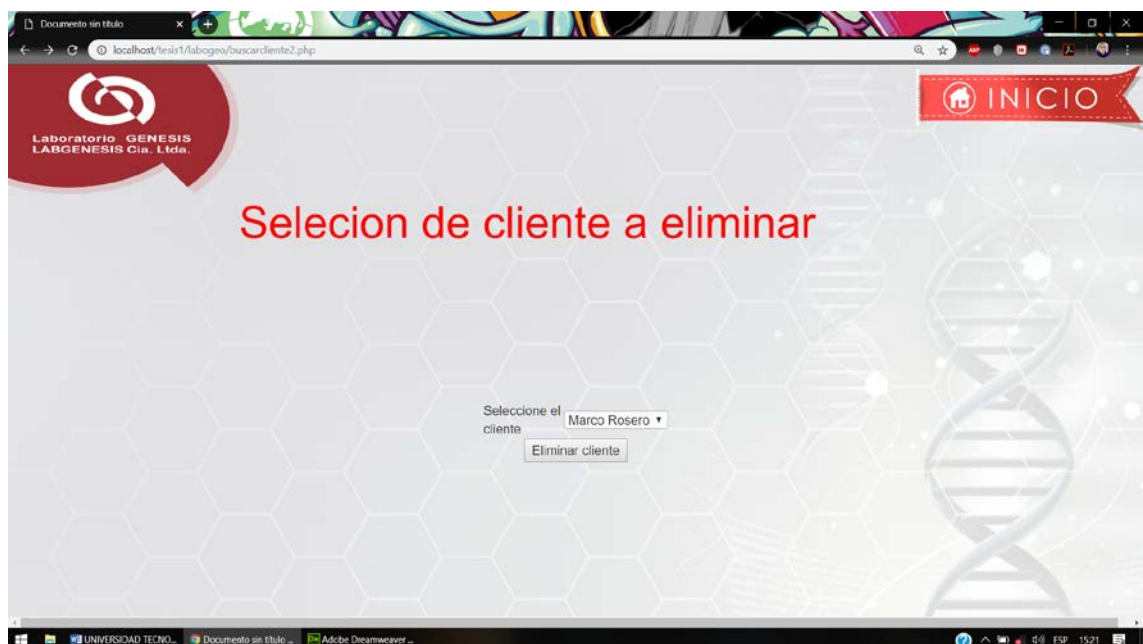 Documento sin título
localhost/tesis1/labogeo/buscarcliente2.php
Laboratorio GENESIS
LABGENESIS Cia. Ltda.
INICIO
Selecion de cliente a eliminar
Seleccione el
cliente
Marco Rosero
Eliminar cliente
UNIVERSIDAD TECNO...
Documento sin título ...
Adobe Dreamweaver ...
ESP
15:21